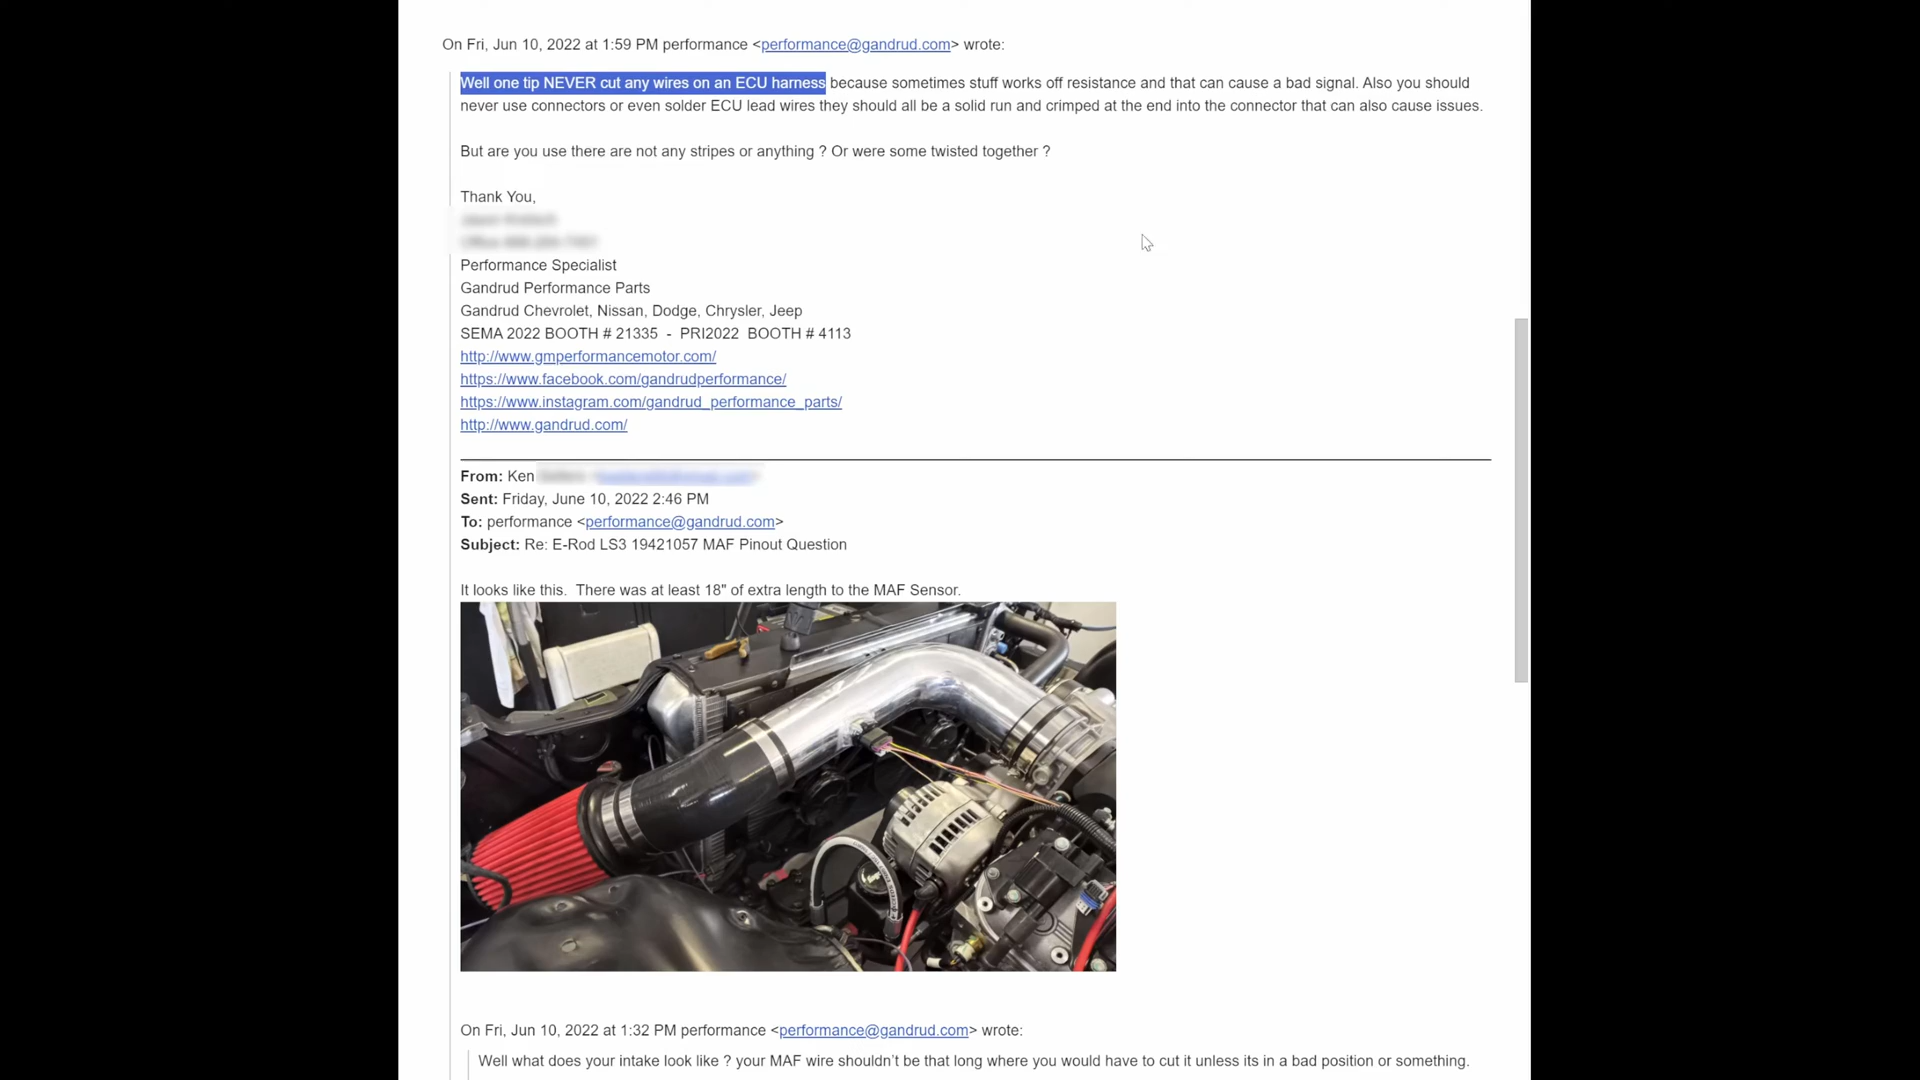 On Fri, Jun 10, 2022 at 1:59 PM performance <performance@gandrud.com> wrote:
Well one tip NEVER cut any wires on an ECU harness because sometimes stuff works off resistance and that can cause a bad signal. Also you should
never use connectors or even solder ECU lead wires they should all be a solid run and crimped at the end into the connector that can also cause issues.
But are you use there are not any stripes or anything ? Or were some twisted together ?
Thank You,
Performance Specialist
Gandrud Performance Parts
Gandrud Chevrolet, Nissan, Dodge, Chrysler, Jeep
SEMA 2022 BOOTH # 21335 - PRI2022 BOOTH # 4113
http://www.gmperformancemotor.com/
https://www.facebook.com/gandrudperformance/
https://www.instagram.com/gandrud_performance_parts/
http://www.gandrud.com/
From: Ken
Sent: Friday, June 10, 2022 2:46 PM
To: performance <performance@gandrud.com>
Subject: Re: E-Rod LS3 19421057 MAF Pinout Question
It looks like this. There was at least 18" of extra length to the MAF Sensor.
On Fri, Jun 10, 2022 at 1:32 PM performance <performance@gandrud.com> wrote:
Well what does your intake look like ? your MAF wire shouldn't be that long where you would have to cut it unless its in a bad position or something.